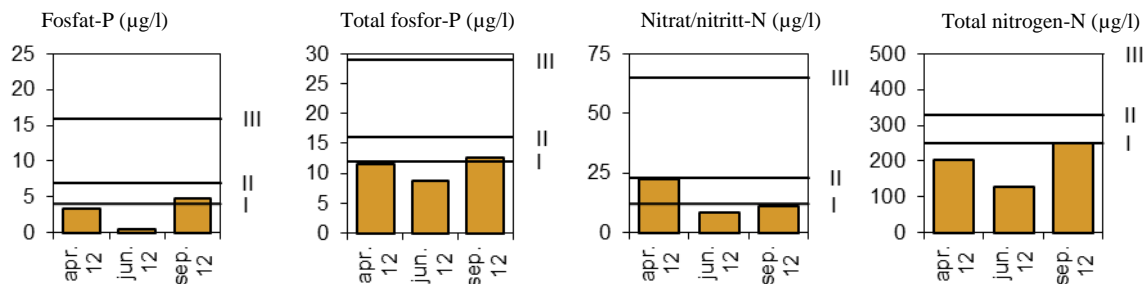 Fosfat-P (µg/l)
25
20
15
10
5
0
III
II
I
apr. 12
jun. 12
sep. 12
Total fosfor-P (µg/l)
30
25
20
15
10
5
0
III
II
I
apr. 12
jun. 12
sep. 12
Nitrat/nitritt-N (µg/l)
75
50
25
0
III
II
I
apr. 12
jun. 12
sep. 12
Total nitrogen-N (µg/l)
500
400
300
200
100
0
III
II
I
apr. 12
jun. 12
sep. 12